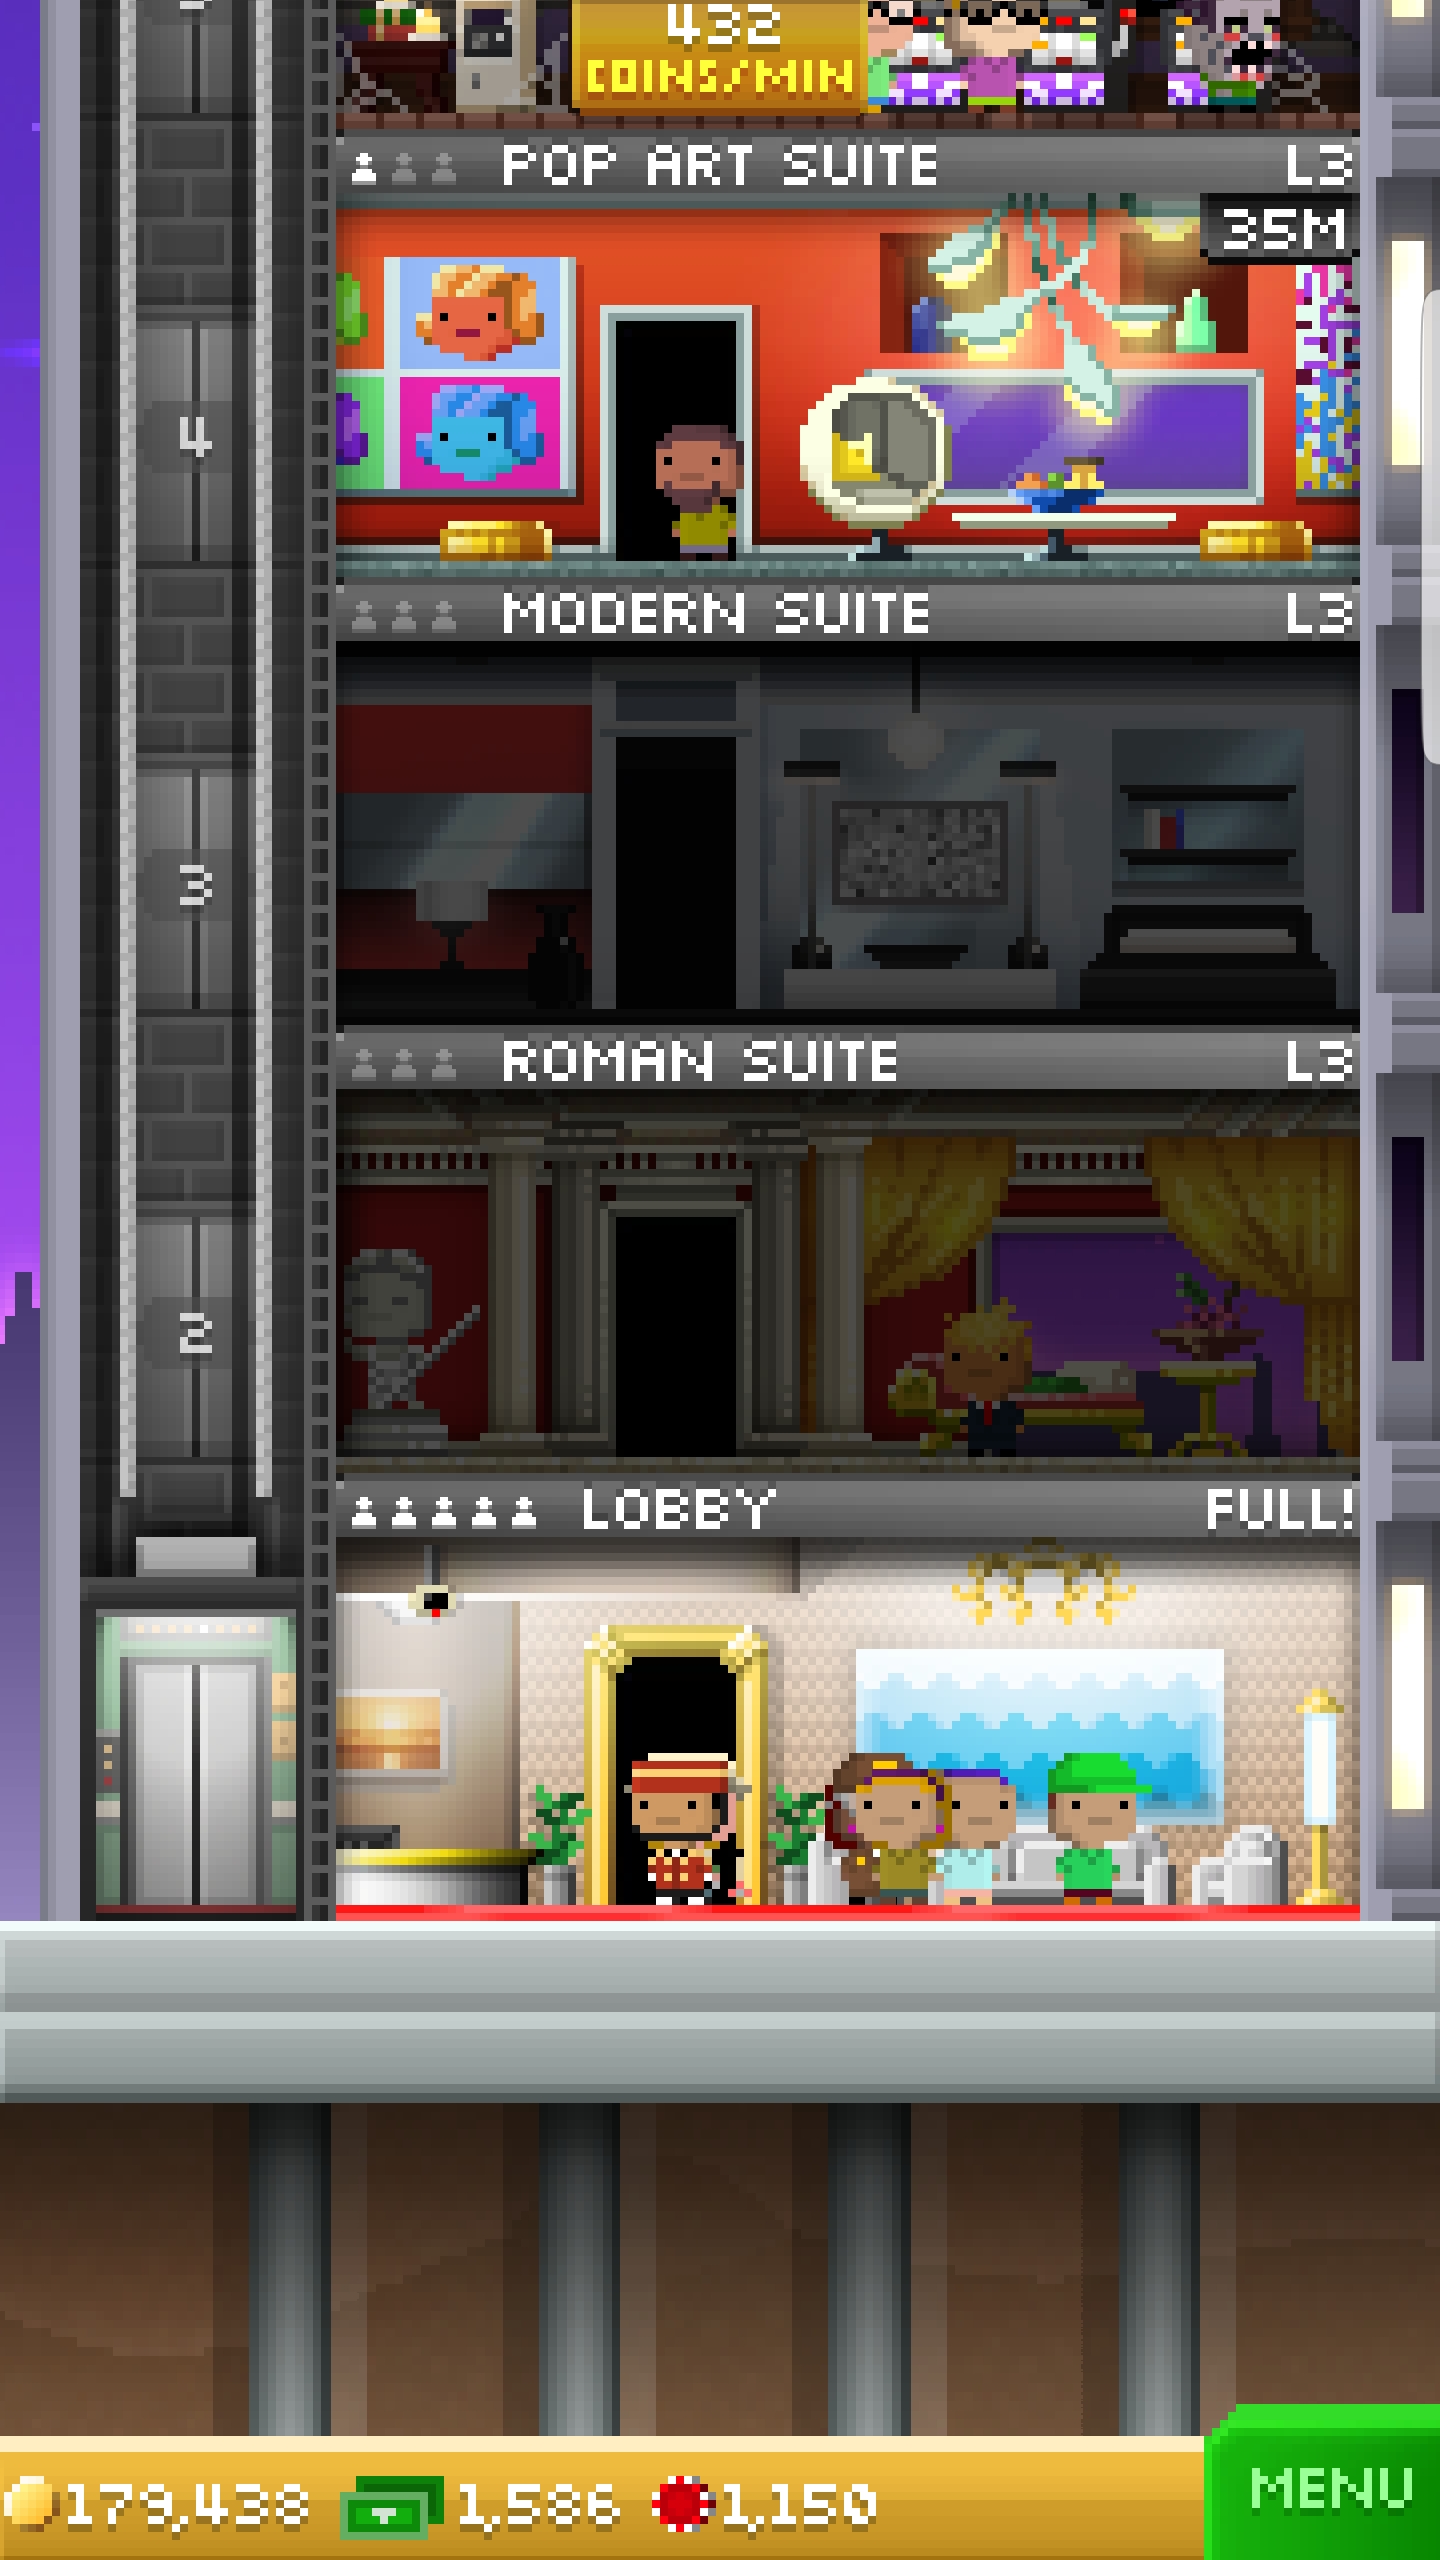 432
COINS/MIN
POP ART SUITE L3
35M
4
MODERN SUITE L3
3
ROMAN SUITE L3
2
LOBBY FULL!
179,438 1,586 1,150
MENU